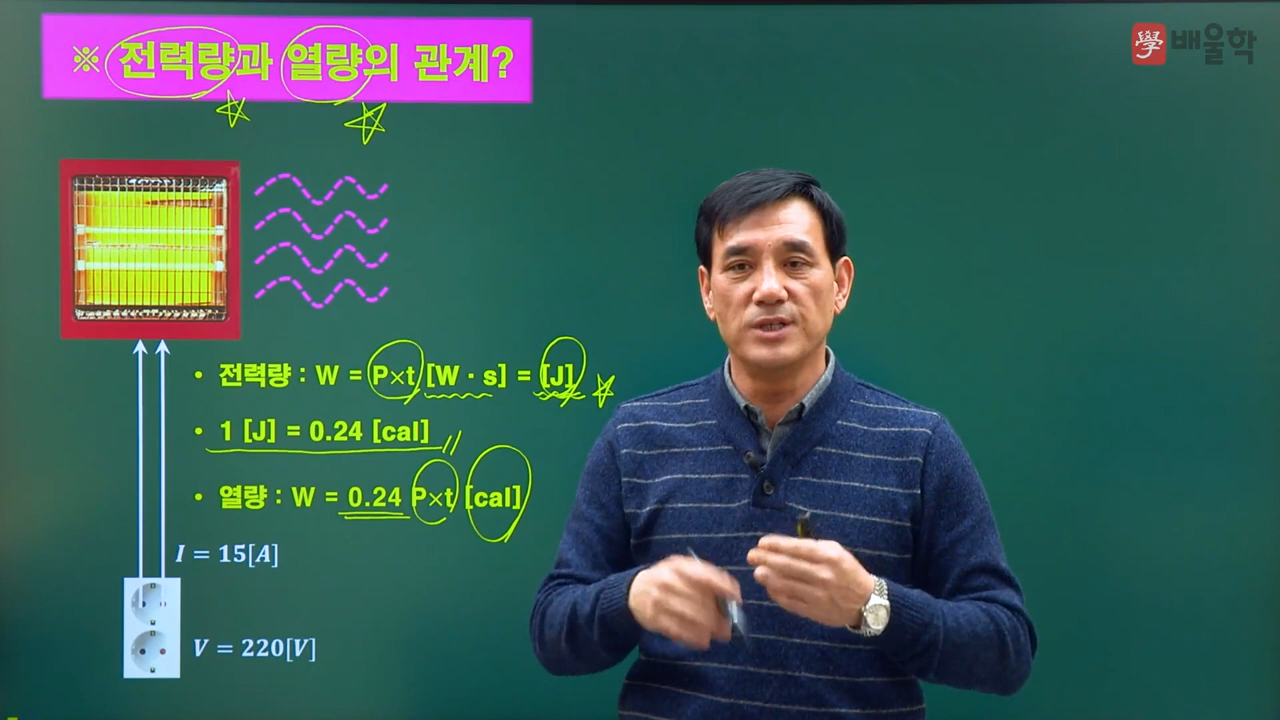 ※ 전력량과 열량의 관계?
學 배울학
• 전력량 : W = P×t [W · s] = [J]
• 1 [J] = 0.24 [cal]
• 열량 : W = 0.24 P×t [cal]
I = 15[A]
V = 220[V]